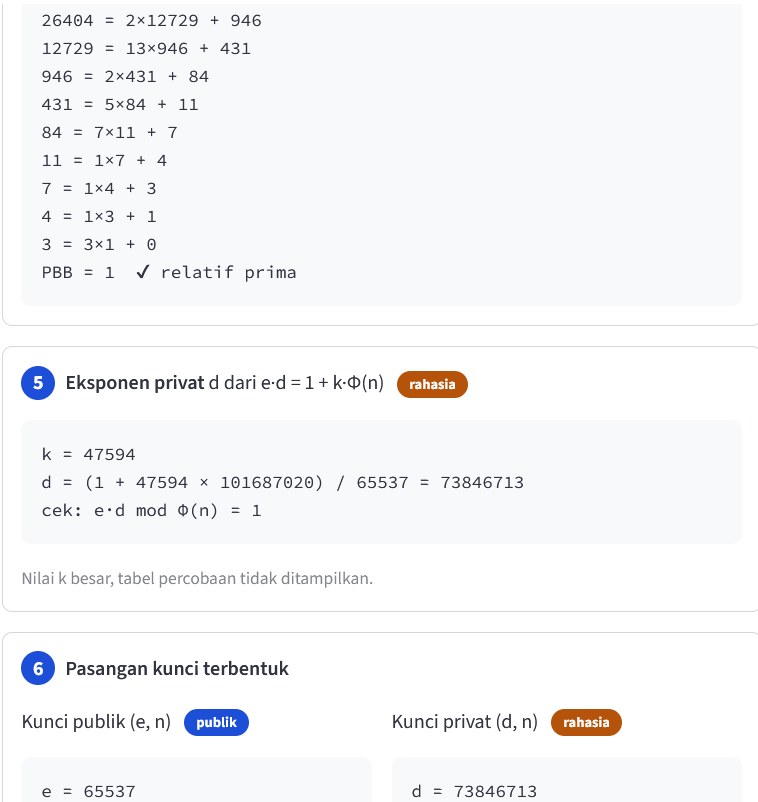 26404 = 2×12729 + 946
12729 = 13×946 + 431
946 = 2×431 + 84
431 = 5×84 + 11
84 = 7×11 + 7
11 = 1×7 + 4
7 = 1×4 + 3
4 = 1×3 + 1
3 = 3×1 + 0
PBB = 1 ✓ relatif prima
5 Eksponen privat d dari e·d = 1 + k·Φ(n) rahasia
k = 47594
d = (1 + 47594 × 101687020) / 65537 = 73846713
cek: e·d mod Φ(n) = 1
Nilai k besar, tabel percobaan tidak ditampilkan.
6 Pasangan kunci terbentuk
Kunci publik (e, n) publik
Kunci privat (d, n) rahasia
e = 65537
d = 73846713